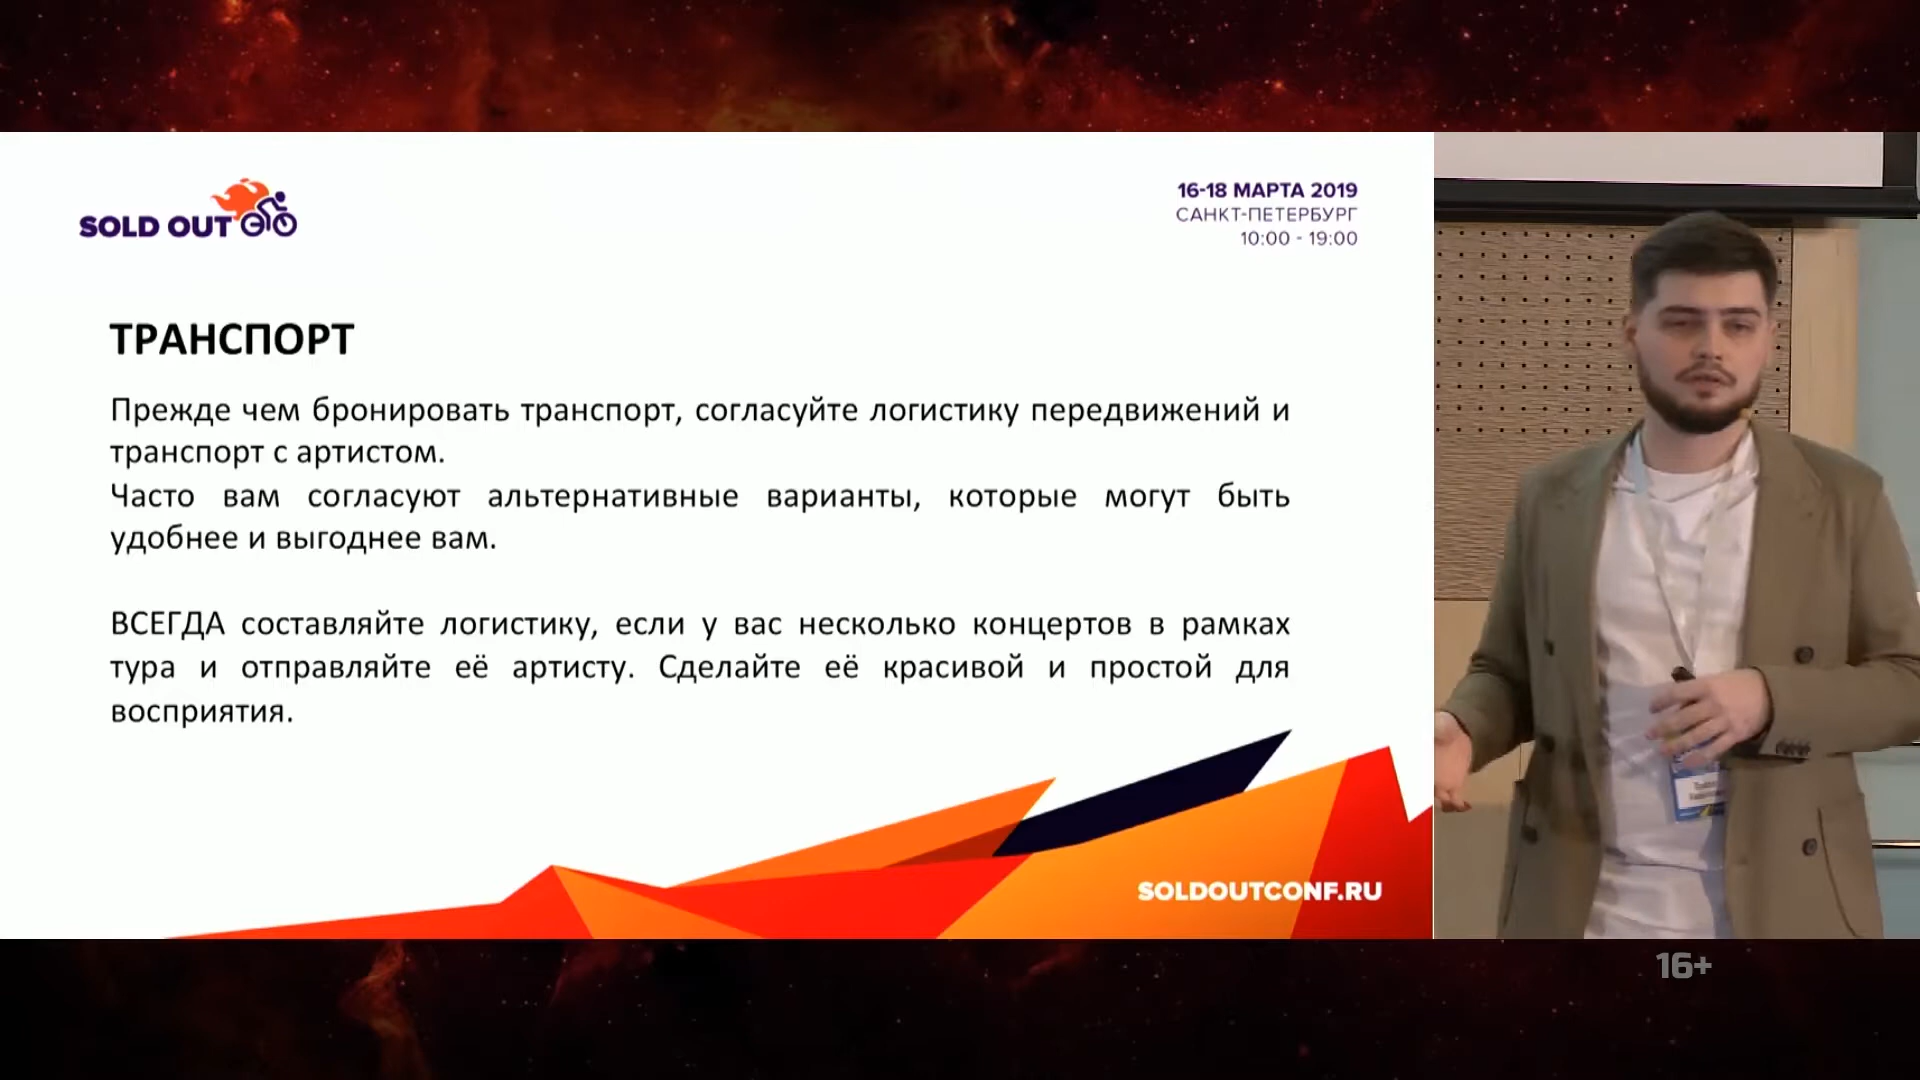 SOLD OUT
16-18 МАРТА 2019
САНКТ-ПЕТЕРБУРГ
10:00 - 19:00
ТРАНСПОРТ
Прежде чем бронировать транспорт, согласуйте логистику передвижений и
транспорт с артистом.
Часто вам согласуют альтернативные варианты, которые могут быть
удобнее и выгоднее вам.
ВСЕГДА составляйте логистику, если у вас несколько концертов в рамках
тура и отправляйте её артисту. Сделайте её красивой и простой для
восприятия.
SOLDOUTCONF.RU
16+